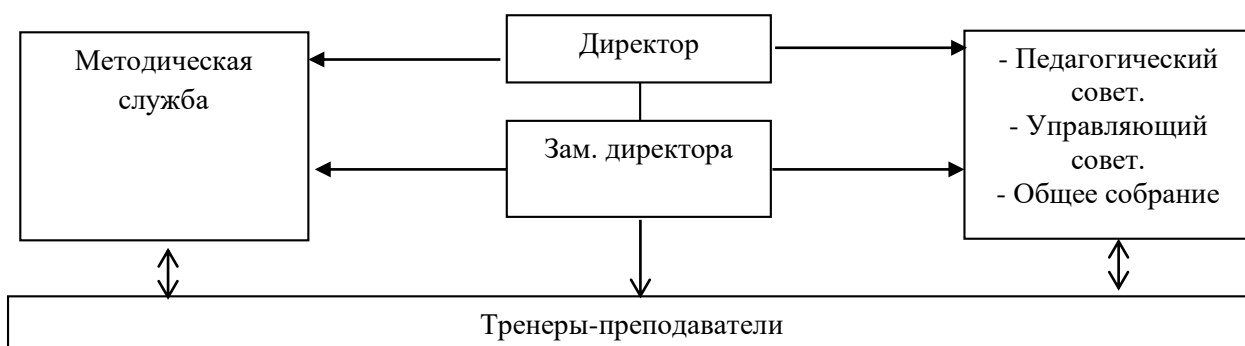 Методическая
служба
Директор
Зам. директора
- Педагогический
совет.
- Управляющий
совет.
- Общее собрание
Тренеры-преподаватели